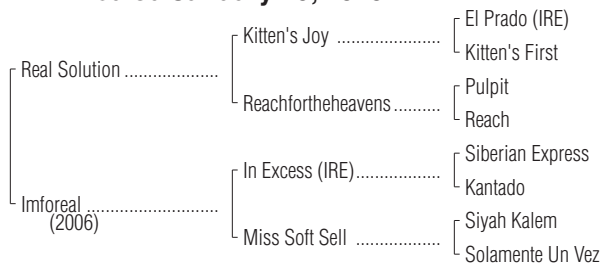 El Prado (IRE)
Kitten's Joy ..................
Kitten's First
Real Solution ....................
Pulpit
Reachfortheheavens ..........
Reach
Siberian Express
In Excess (IRE)..................
Kantado
Imforeal ............................
(2006)
Siyah Kalem
Miss Soft Sell ..................
Solamente Un Vez